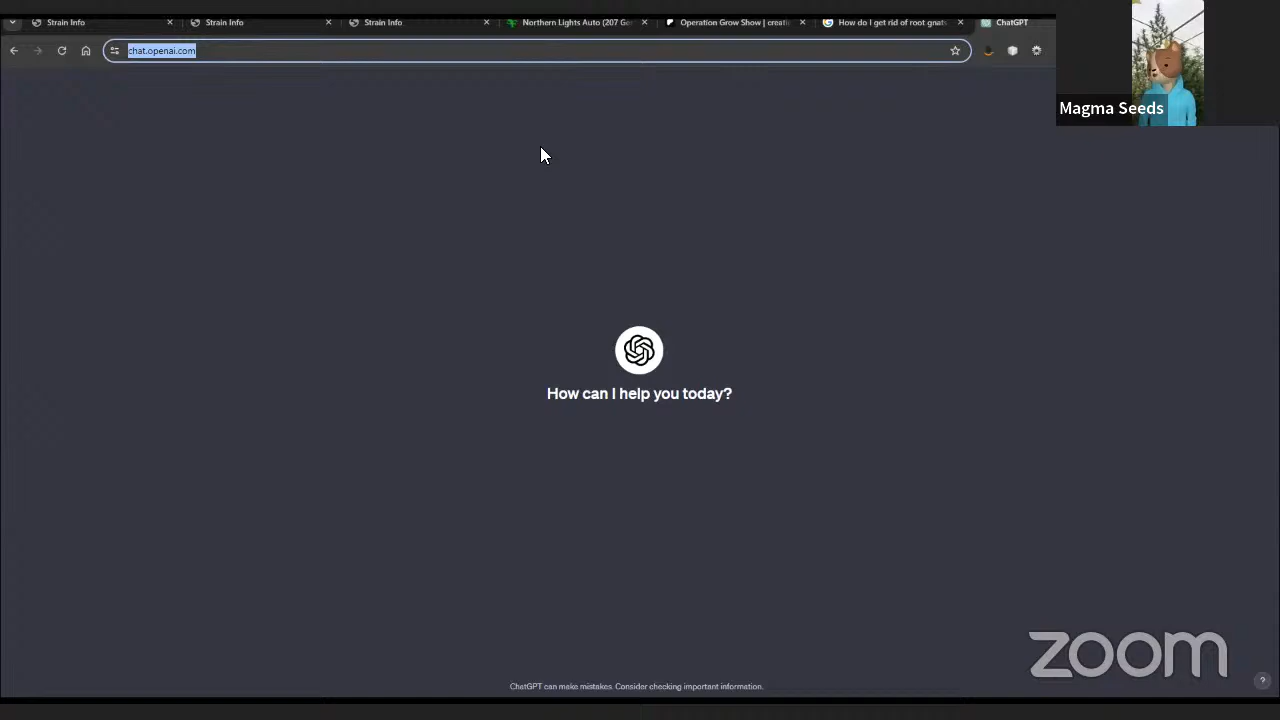 Strain Info
Strain Info
Strain Info
Northern Lights Auto (207 Ger
Operation Grow Show | creati
How do I get rid of root gnats
ChatGPT
chat.openai.com
Magma Seeds
How can I help you today?
zoom
ChatGPT can make mistakes. Consider checking important information.
?